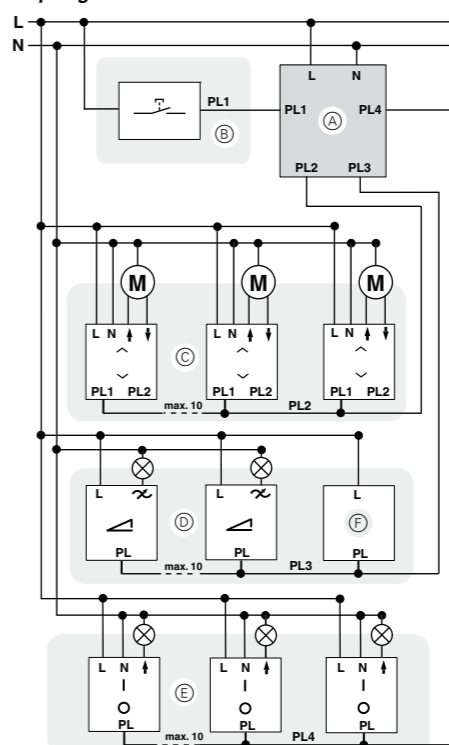 L
N
L N
PL1
PL1 A PL4
B
PL2 PL3
M M M
L N L N L N
C
PL1 PL2 PL1 PL2 PL1 PL2
max. 10 PL2
L L L
D F
PL PL PL
max. 10 PL3
L N L N L N
I I I
E
O O O
PL PL PL
max. 10 PL4